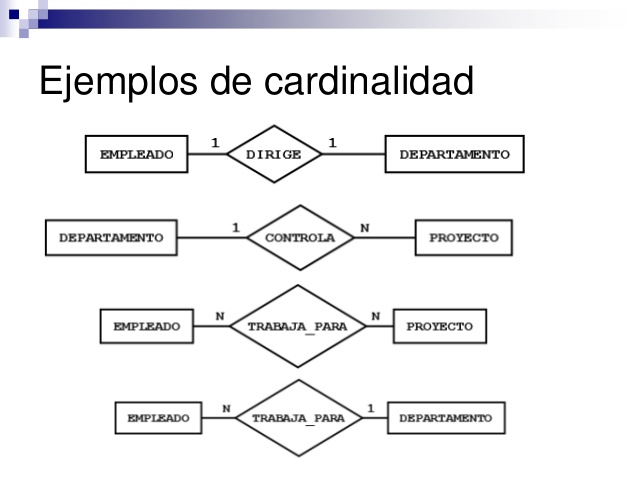 Ejemplos de cardinalidad
EMPLEADO 1 DIRIGE 1 DEPARTAMENTO
DEPARTAMENTO 1 CONTROLA N PROYECTO
EMPLEADO N TRABAJA_PARA N PROYECTO
EMPLEADO N TRABAJA_PARA 1 DEPARTAMENTO